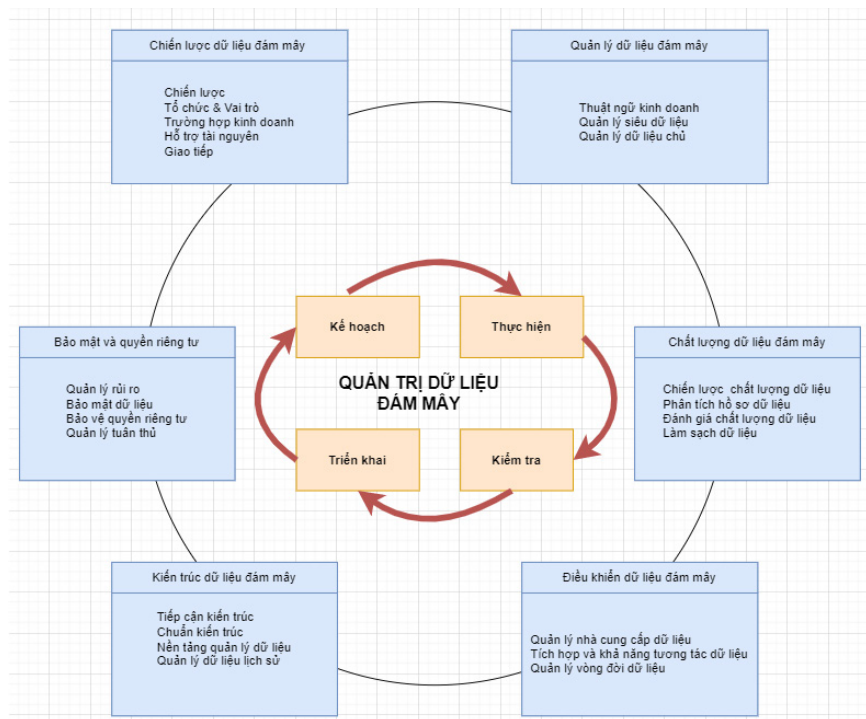 Chiến lược dữ liệu đám mây
Chiến lược
Tổ chức & Vai trò
Trường hợp kinh doanh
Hỗ trợ tài nguyên
Giao tiếp
Quản lý dữ liệu đám mây
Thuật ngữ kinh doanh
Quản lý siêu dữ liệu
Quản lý dữ liệu chủ
Kế hoạch
Thực hiện
QUẢN TRỊ DỮ LIỆU
ĐÁM MÂY
Triển khai
Kiểm tra
Bảo mật và quyền riêng tư
Quản lý rủi ro
Bảo mật dữ liệu
Bảo vệ quyền riêng tư
Quản lý tuân thủ
Chất lượng dữ liệu đám mây
Chiến lược chất lượng dữ liệu
Phân tích hồ sơ dữ liệu
Đánh giá chất lượng dữ liệu
Làm sạch dữ liệu
Kiến trúc dữ liệu đám mây
Tiếp cận kiến trúc
Chuẩn kiến trúc
Nền tảng quản lý dữ liệu
Quản lý dữ liệu lịch sử
Điều khiển dữ liệu đám mây
Quản lý nhà cung cấp dữ liệu
Tích hợp và khả năng tương tác dữ liệu
Quản lý vòng đời dữ liệu